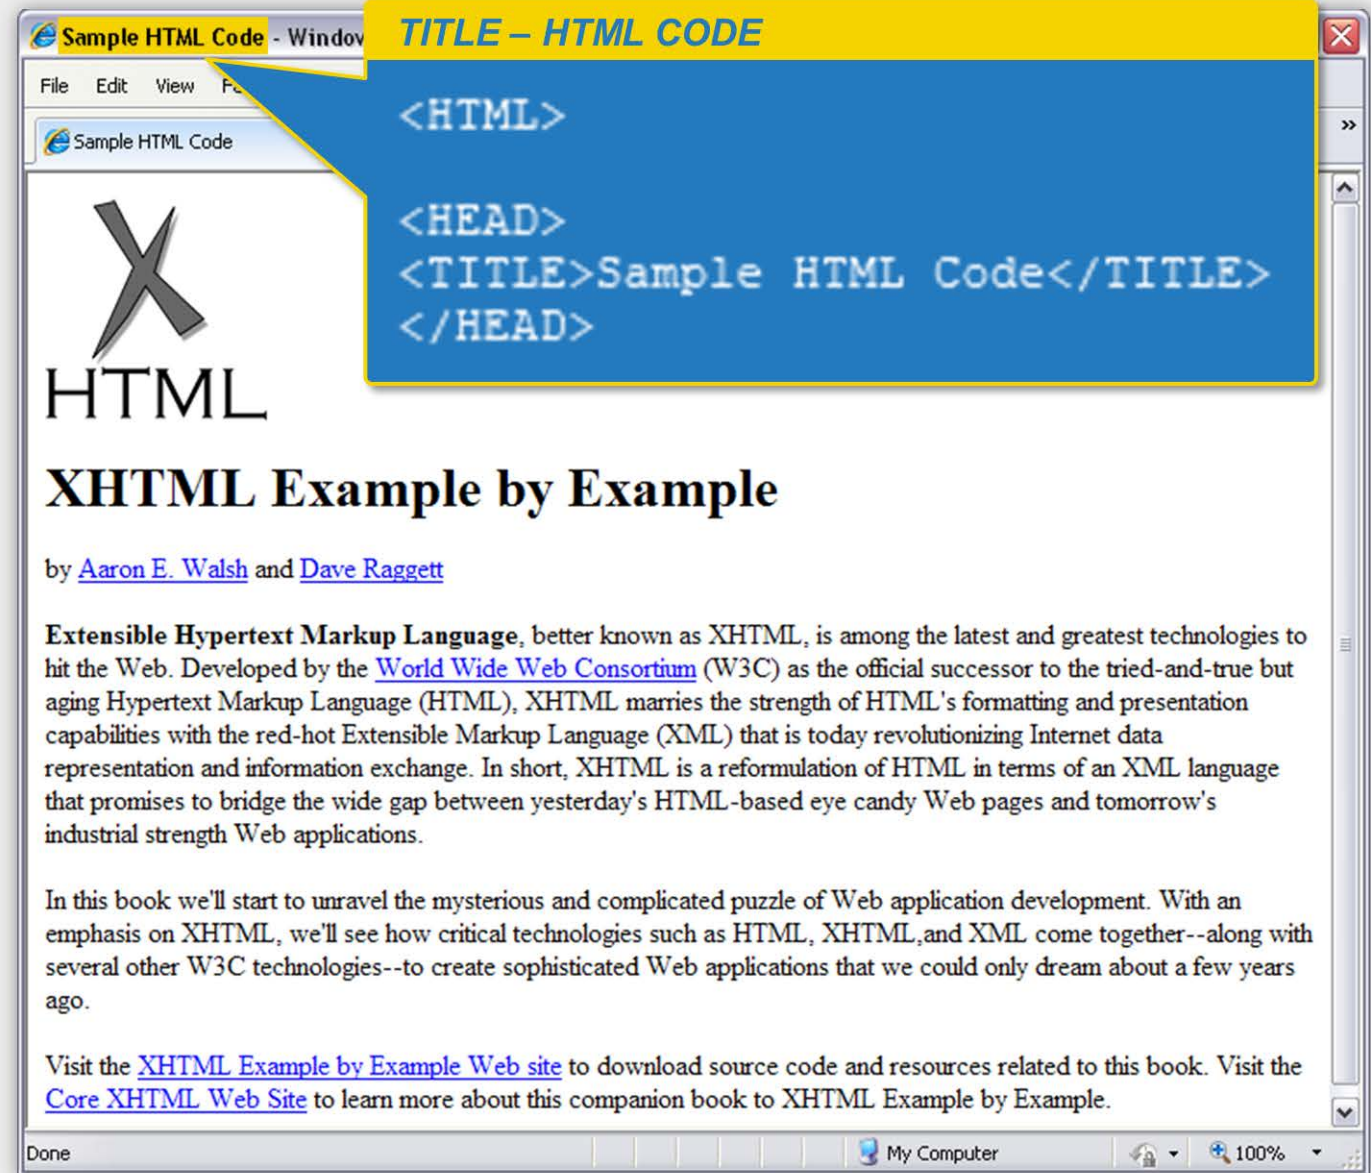 Sample HTML Code - Window
TITLE – HTML CODE
File Edit View Fa
<HTML>
Sample HTML Code
»
<HEAD>
<TITLE>Sample HTML Code</TITLE>
</HEAD>
X
HTML
XHTML Example by Example
by Aaron E. Walsh and Dave Raggett
Extensible Hypertext Markup Language, better known as XHTML, is among the latest and greatest technologies to
hit the Web. Developed by the World Wide Web Consortium (W3C) as the official successor to the tried-and-true but
aging Hypertext Markup Language (HTML), XHTML marries the strength of HTML's formatting and presentation
capabilities with the red-hot Extensible Markup Language (XML) that is today revolutionizing Internet data
representation and information exchange. In short, XHTML is a reformulation of HTML in terms of an XML language
that promises to bridge the wide gap between yesterday's HTML-based eye candy Web pages and tomorrow's
industrial strength Web applications.
In this book we'll start to unravel the mysterious and complicated puzzle of Web application development. With an
emphasis on XHTML, we'll see how critical technologies such as HTML, XHTML,and XML come together--along with
several other W3C technologies--to create sophisticated Web applications that we could only dream about a few years
ago.
Visit the XHTML Example by Example Web site to download source code and resources related to this book. Visit the
Core XHTML Web Site to learn more about this companion book to XHTML Example by Example.
Done My Computer 100%